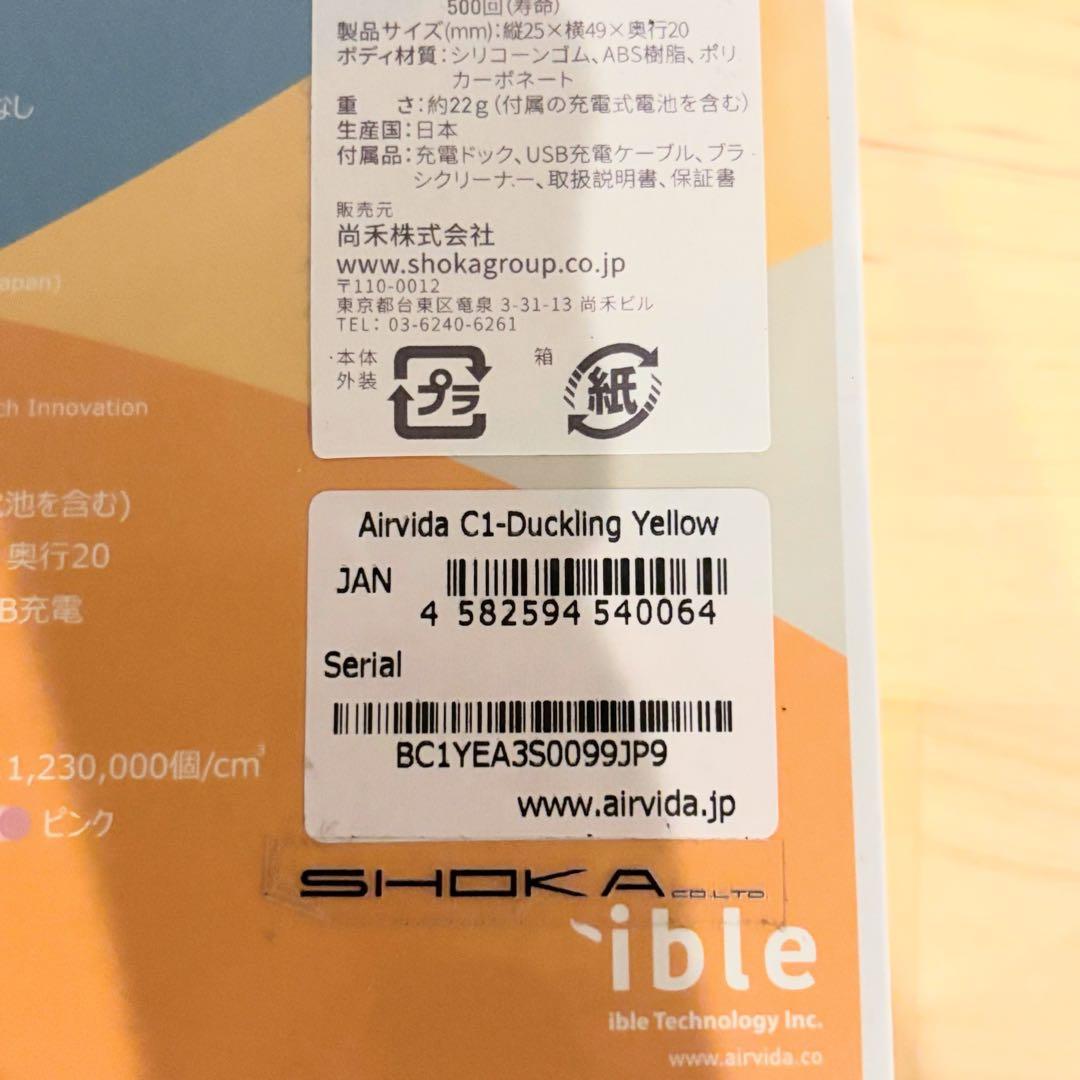 500回(寿命)
製品サイズ(mm):縦25×横49×奥行20
ボディ材質:シリコーンゴム、ABS樹脂、ポリ
カーボネート
重　さ:約22g(付属の充電式電池を含む)
生産国:日本
付属品:充電ドック、USB充電ケーブル、ブラ
シクリーナー、取扱説明書、保証書
販売元
尚禾株式会社
www.shokagroup.co.jp
〒110-0012
東京都台東区竜泉 3-31-13 尚禾ビル
TEL: 03-6240-6261
本体
外装
プラ
箱
紙
なし
apan)
ch Innovation
池を含む)
奥行20
B充電
1,230,000個/cm³
ピンク
Airvida C1-Duckling Yellow
JAN
4 582594 540064
Serial
BC1YEA3S0099JP9
www.airvida.jp
SHOKA CO.LTD.
ible
ible Technology Inc.
www.airvida.co